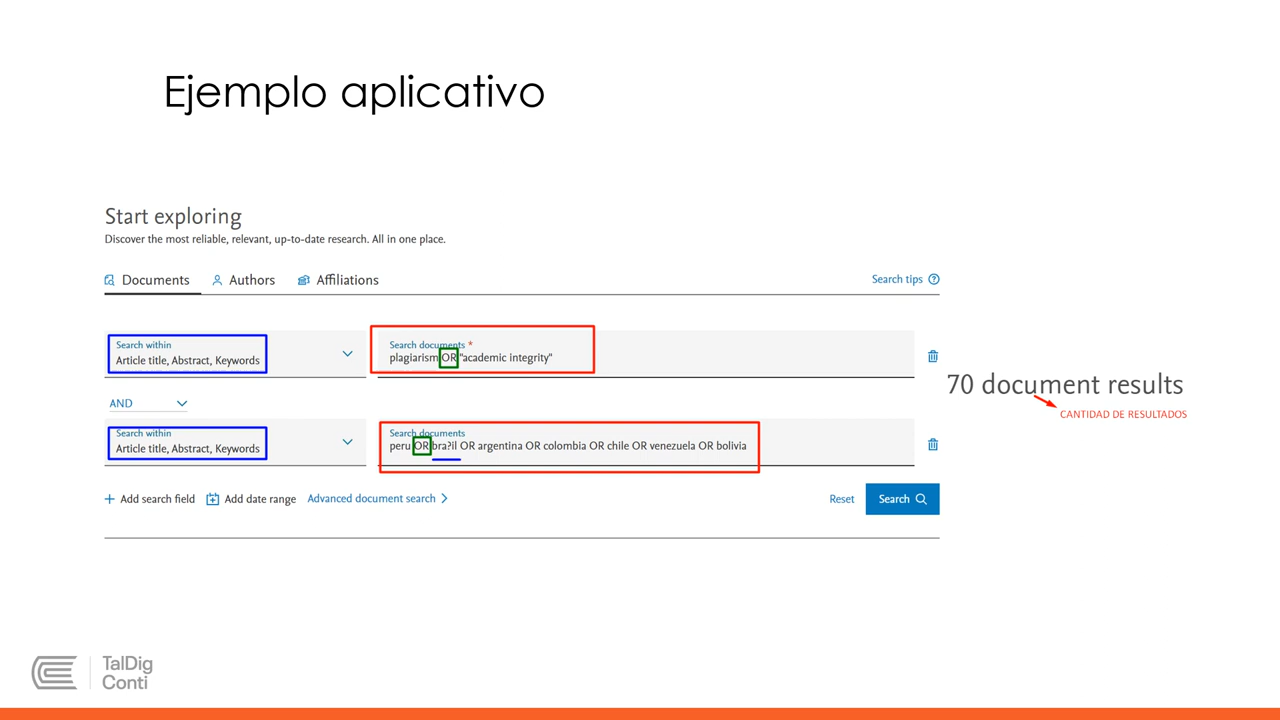 Ejemplo aplicativo
Start exploring
Discover the most reliable, relevant, up-to-date research. All in one place.
Documents Authors Affiliations Search tips ?
Search within Search documents *
Article title, Abstract, Keywords plagiarism OR "academic integrity"
70 document results
AND
CANTIDAD DE RESULTADOS
Search within Search documents
Article title, Abstract, Keywords peru OR bra?il OR argentina OR colombia OR chile OR venezuela OR bolivia
+ Add search field Add date range Advanced document search > Reset Search
TalDig
Conti